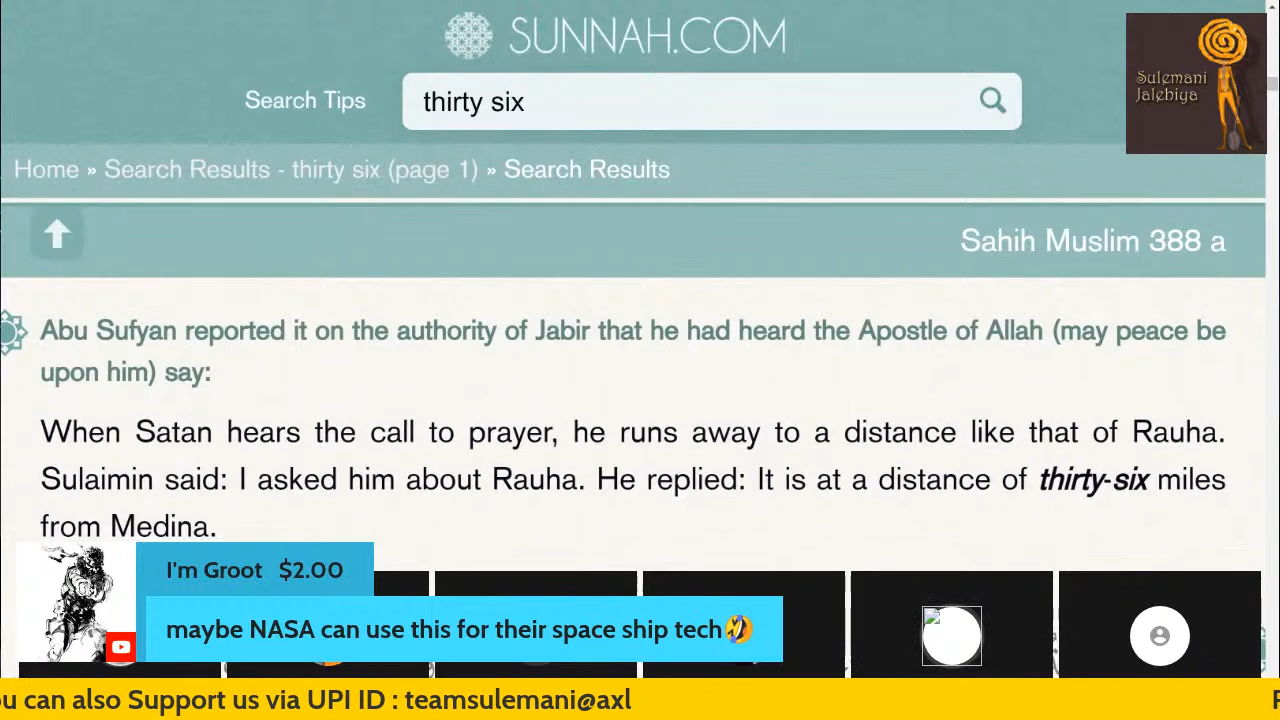 SUNNAH.COM
Sulemani
Jalebiya
Search Tips
thirty six
Home » Search Results - thirty six (page 1) » Search Results
Sahih Muslim 388 a
Abu Sufyan reported it on the authority of Jabir that he had heard the Apostle of Allah (may peace be
upon him) say:
When Satan hears the call to prayer, he runs away to a distance like that of Rauha.
Sulaimin said: I asked him about Rauha. He replied: It is at a distance of thirty-six miles
from Medina.
I'm Groot $2.00
maybe NASA can use this for their space ship tech🤣
ou can also Support us via UPI ID : teamsulemani@axl